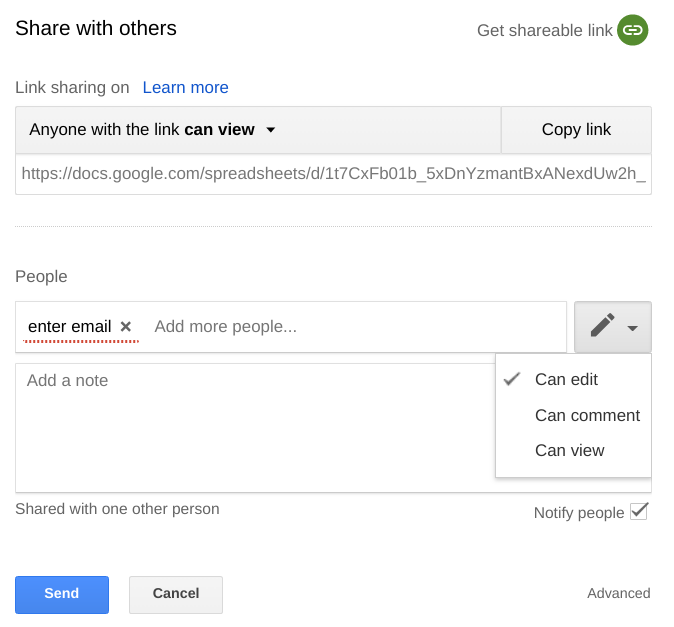 Share with others
Get shareable link
Link sharing on Learn more
Anyone with the link can view
Copy link
https://docs.google.com/spreadsheets/d/1t7CxFb01b_5xDnYzmantBxANexdUw2h_
People
enter email Add more people...
Add a note
Can edit
Can comment
Can view
Shared with one other person
Notify people
Send
Cancel
Advanced